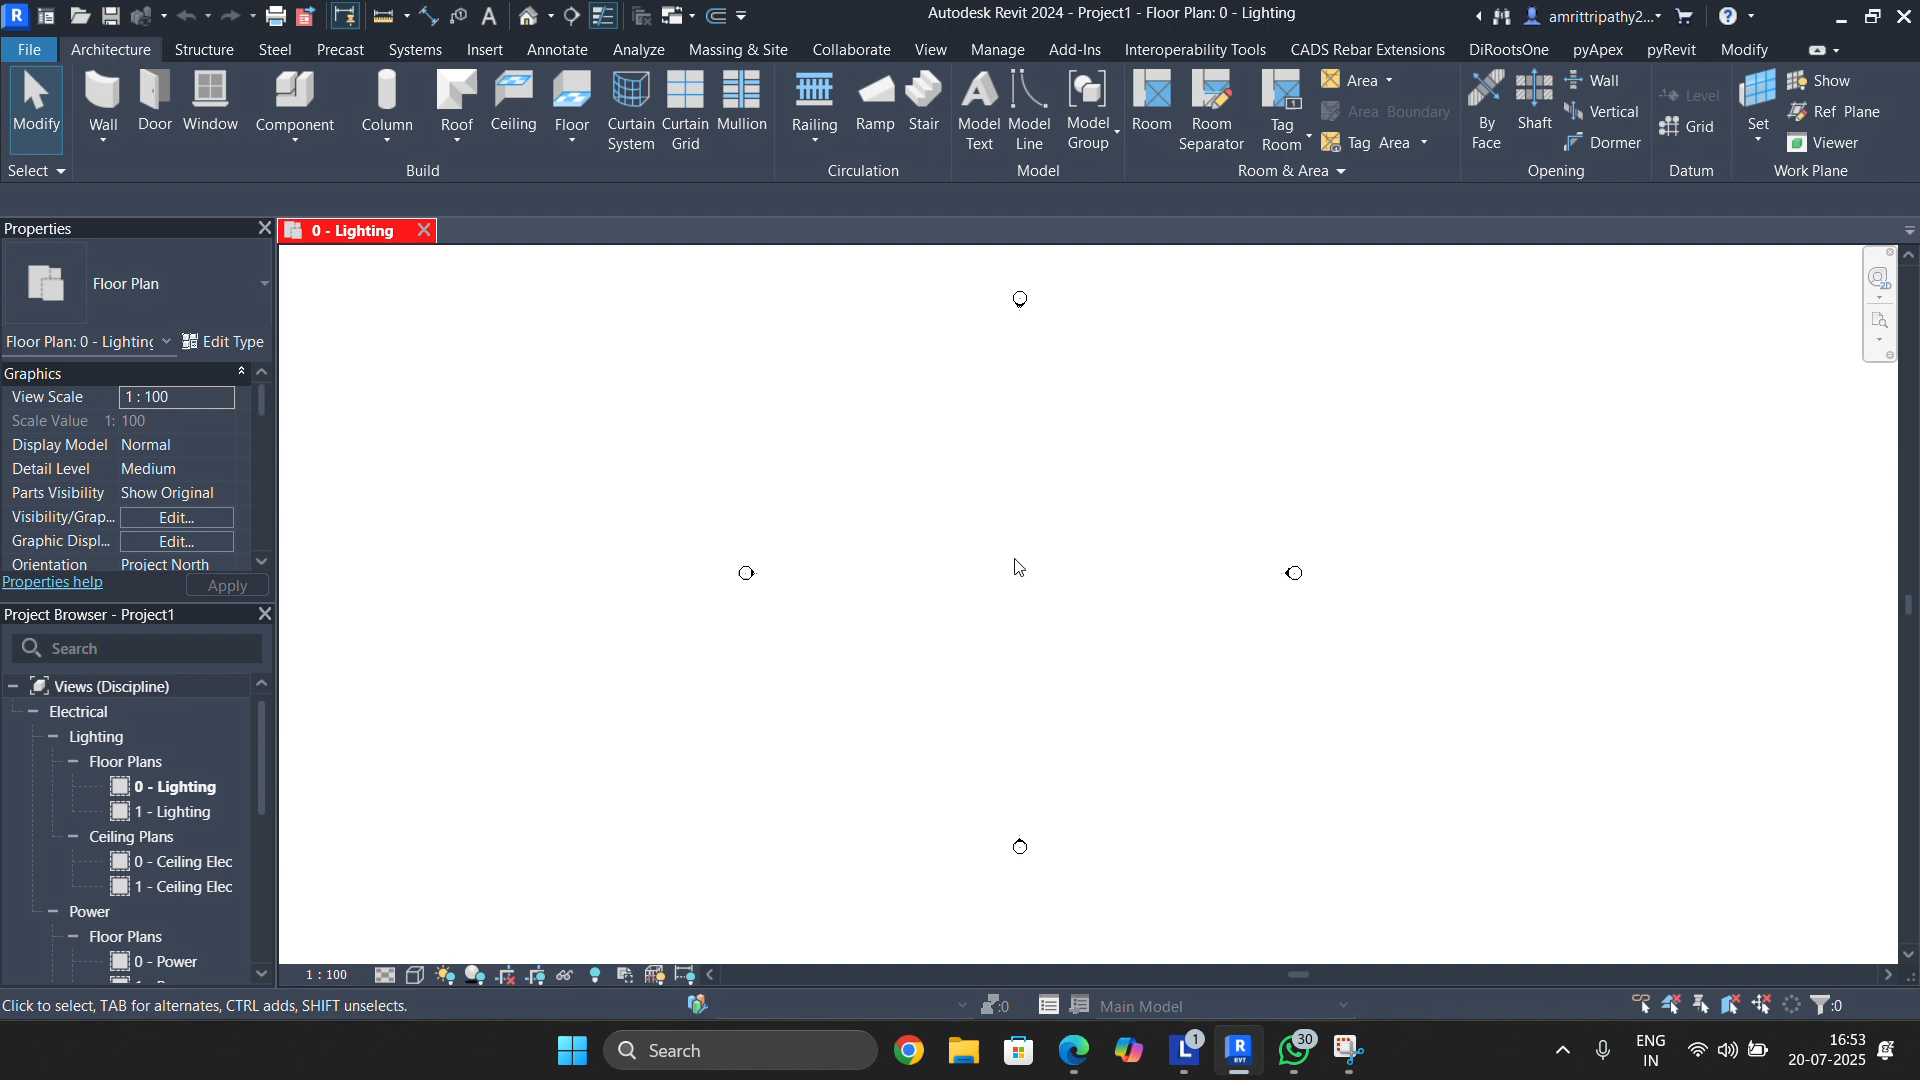 Autodesk Revit 2024 - Project1 - Floor Plan: 0 - Lighting
amrittripathy2...
File Architecture Structure Steel Precast Systems Insert Annotate Analyze Massing & Site Collaborate View Manage Add-Ins Interoperability Tools CADS Rebar Extensions DiRootsOne pyApex pyRevit Modify
Modify
Wall
Door
Window
Component
Column
Roof
Ceiling
Floor
Curtain
System
Curtain
Grid
Mullion
Railing
Ramp
Stair
Model
Text
Model
Line
Model
Group
Room
Room
Separator
Tag
Room
Area
Area Boundary
Tag Area
By
Face
Shaft
Wall
Vertical
Dormer
Level
Grid
Set
Show
Ref Plane
Viewer
Select Build Circulation Model Room & Area Opening Datum Work Plane
Properties
0 - Lighting
Floor Plan
Floor Plan: 0 - Lighting Edit Type
Graphics
View Scale 1 : 100
Scale Value 1: 100
Display Model Normal
Detail Level Medium
Parts Visibility Show Original
Visibility/Grap... Edit...
Graphic Displ... Edit...
Orientation Project North
Properties help Apply
Project Browser - Project1
Search
Views (Discipline)
Electrical
Lighting
Floor Plans
0 - Lighting
1 - Lighting
Ceiling Plans
0 - Ceiling Elec
1 - Ceiling Elec
Power
Floor Plans
0 - Power
2D
1 : 100
Click to select, TAB for alternates, CTRL adds, SHIFT unselects.
:0
Main Model
:0
Search
1
L
R
RVT
30
ENG
IN
16:53
20-07-2025